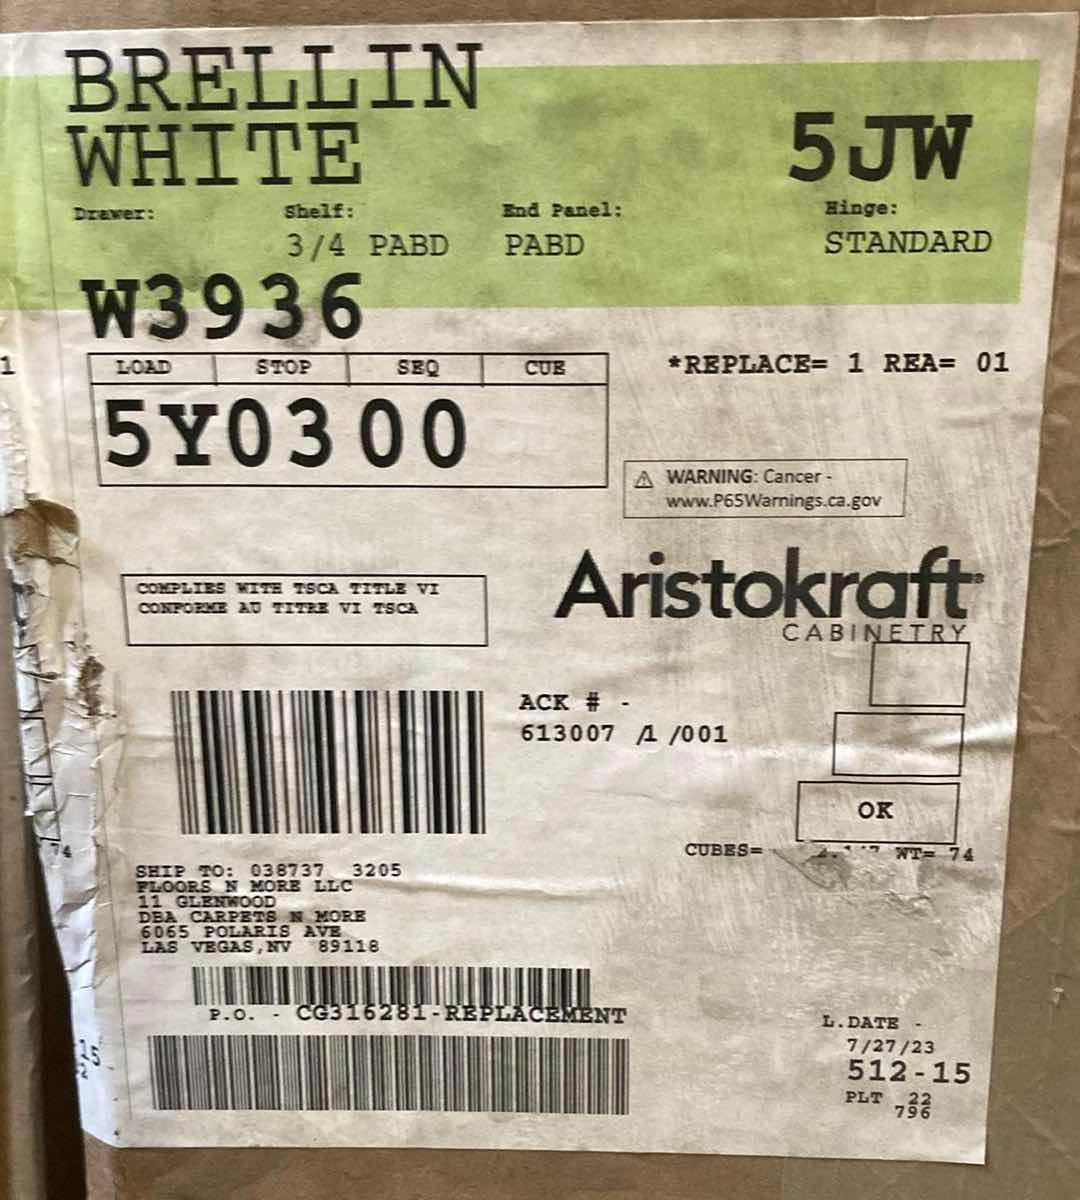 BRELLIN
WHITE
5JW
Drawer: Shelf: End Panel: Hinge:
3/4 PABD PABD STANDARD
W3936
LOAD STOP SEQ CUE
5Y0300
1
*REPLACE= 1 REA= 01
⚠ WARNING: Cancer -
www.P65Warnings.ca.gov
COMPLIES WITH TSCA TITLE VI
CONFORME AU TITRE VI TSCA
Aristokraft®
CABINETRY
ACK # -
613007 /1 /001
OK
CUBES= WT= 74
74
SHIP TO: 038737 3205
FLOORS N MORE LLC
11 GLENWOOD
DBA CARPETS N MORE
6065 POLARIS AVE
LAS VEGAS,NV 89118
P.O. - CG316281-REPLACEMENT
L.DATE -
7/27/23
512-15
PLT 22
796
15
2